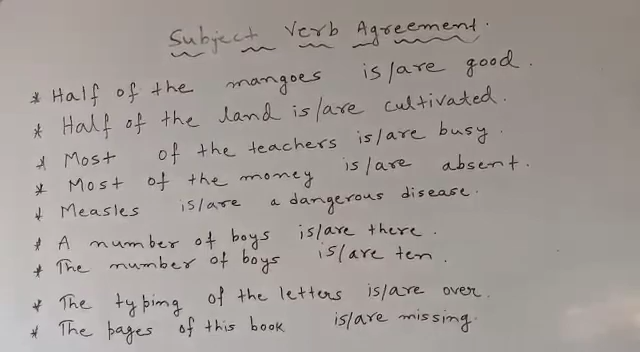 Subject Verb Agreement.
* Half of the mangoes is/are good.
* Half of the land is/are cultivated.
* Most of the teachers is/are busy.
* Most of the money is/are absent.
* Measles is/are a dangerous disease.
* A number of boys is/are there.
* The number of boys is/are ten.
* The typing of the letters is/are over.
* The pages of this book is/are missing.